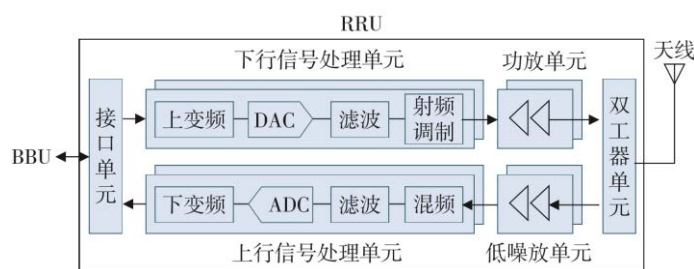 RRU
天线
下行信号处理单元
功放单元
接口单元
上变频
DAC
滤波
射频
调制
双工器单元
BBU
下变频
ADC
滤波
混频
上行信号处理单元
低噪放单元